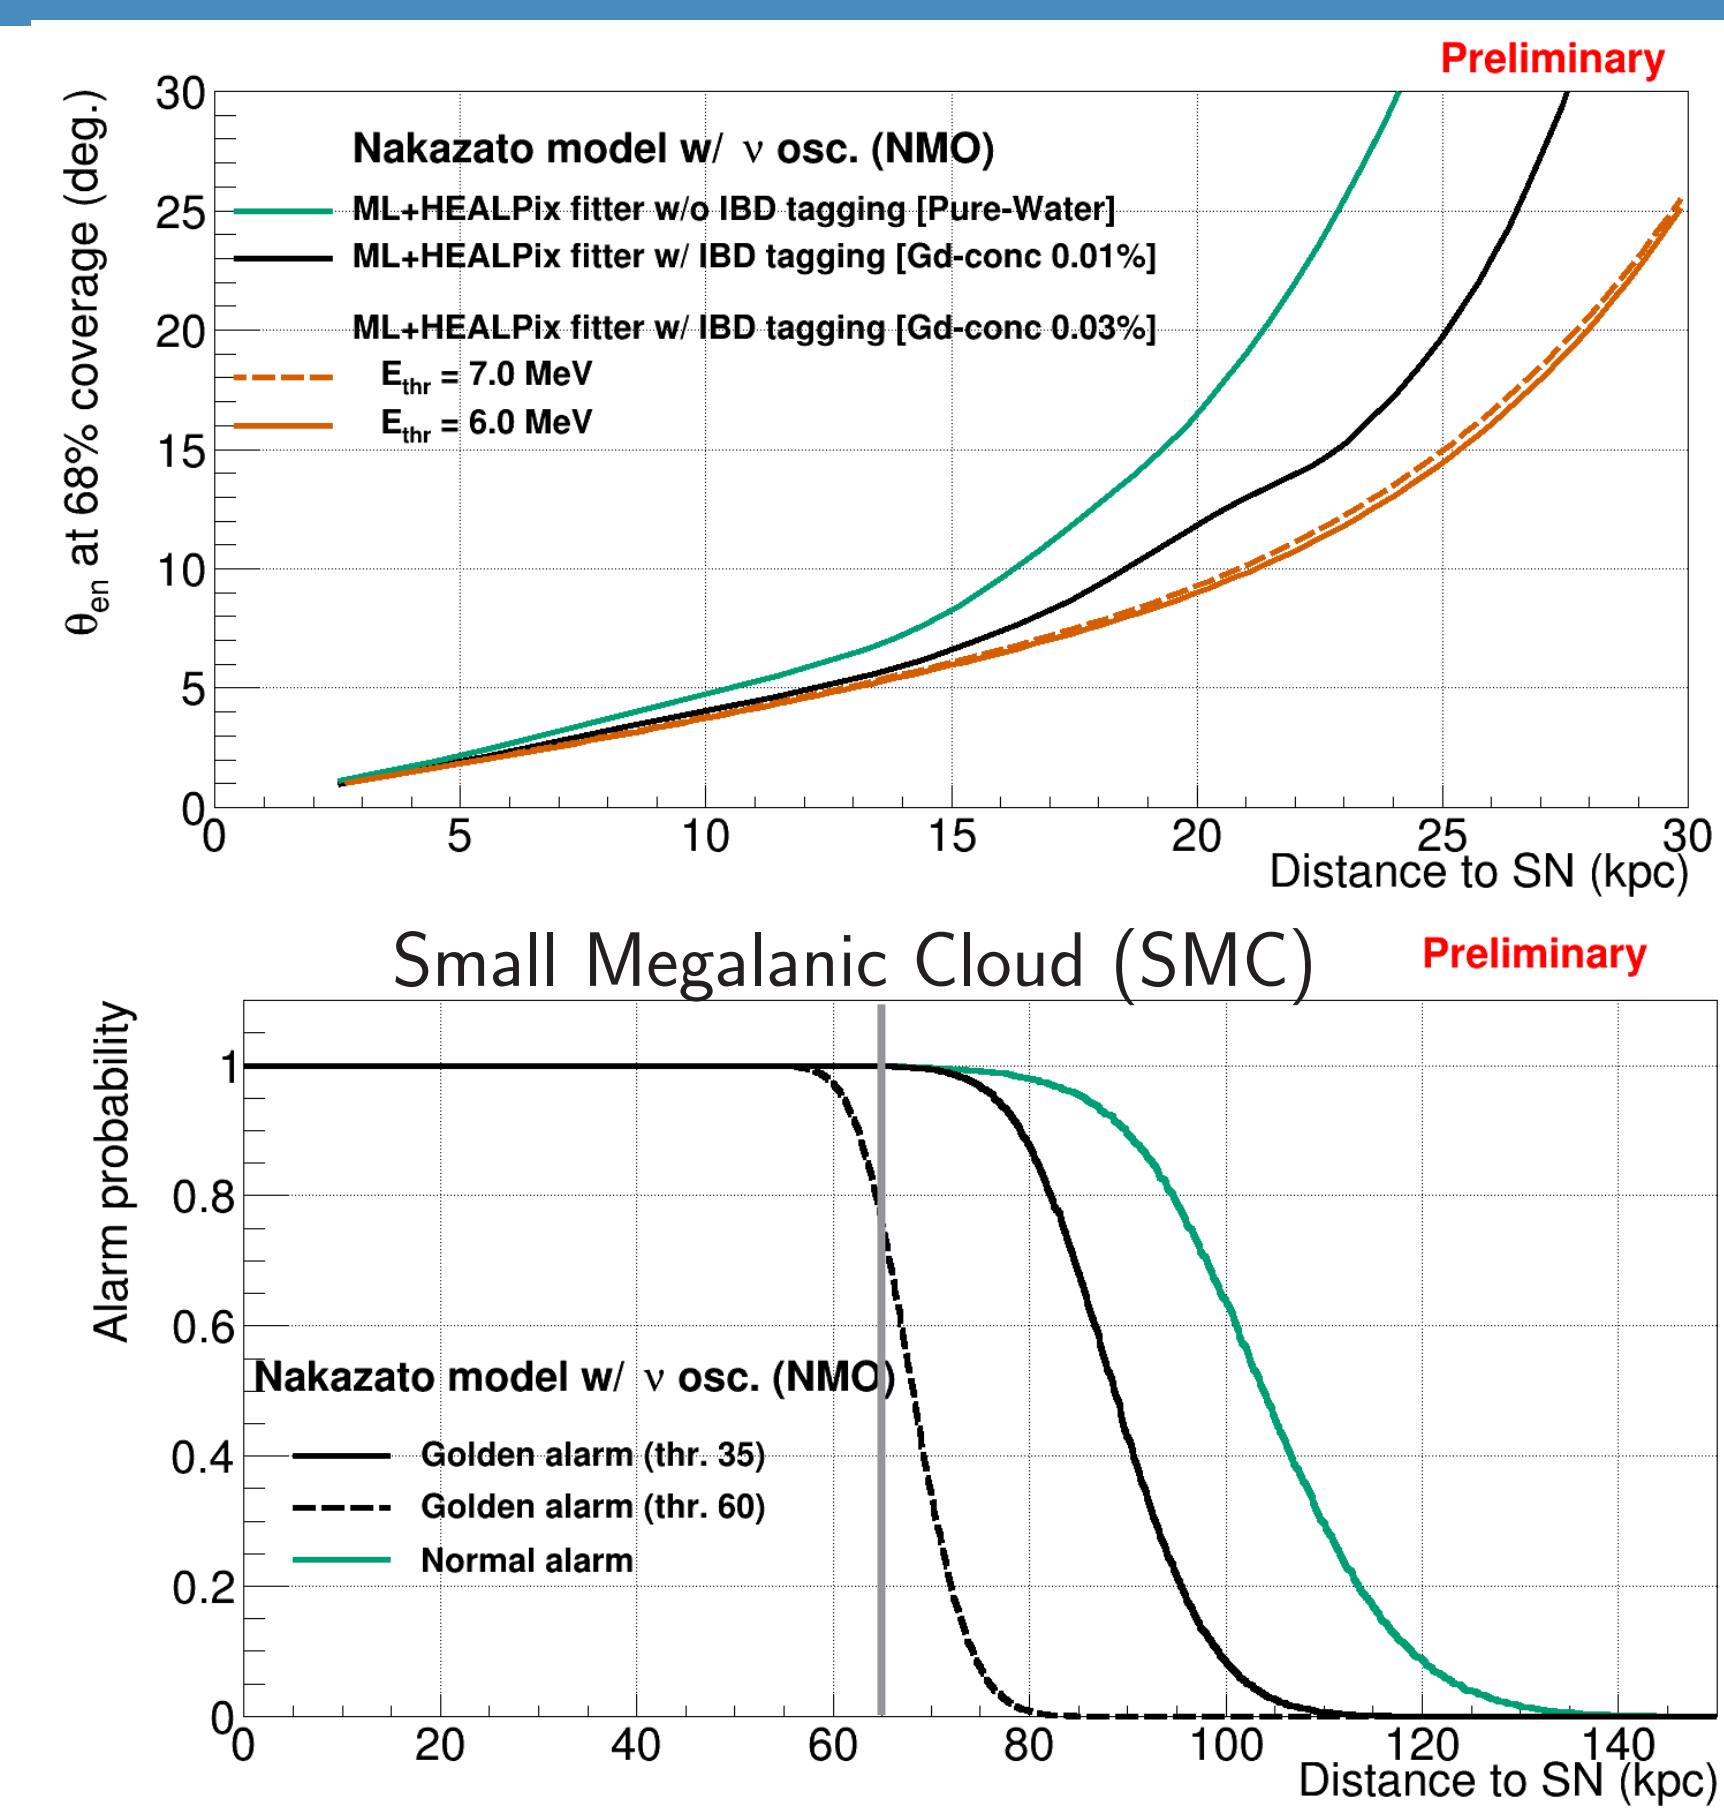 Preliminary
30
25
20
15
10
5
0
θen at 68% coverage (deg.)
Nakazato model w/ ν osc. (NMO)
ML+HEALPix fitter w/o IBD tagging [Pure-Water]
ML+HEALPix fitter w/ IBD tagging [Gd-conc 0.01%]
ML+HEALPix fitter w/ IBD tagging [Gd-conc 0.03%]
Ethr = 7.0 MeV
Ethr = 6.0 MeV
0 5 10 15 20 25 30
Distance to SN (kpc)
Small Megalanic Cloud (SMC)
Preliminary
1
0.8
0.6
0.4
0.2
0
Alarm probability
Nakazato model w/ ν osc. (NMO)
Golden alarm (thr. 35)
Golden alarm (thr. 60)
Normal alarm
0 20 40 60 80 100 120 140
Distance to SN (kpc)